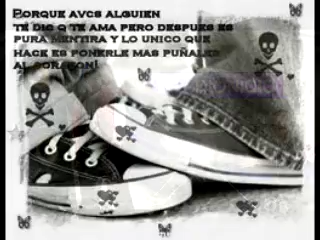 Porque avcs alguien
te dic q te ama pero despues es
pura mentira y lo unico que
hace es ponerle mas puñales
al corazon!